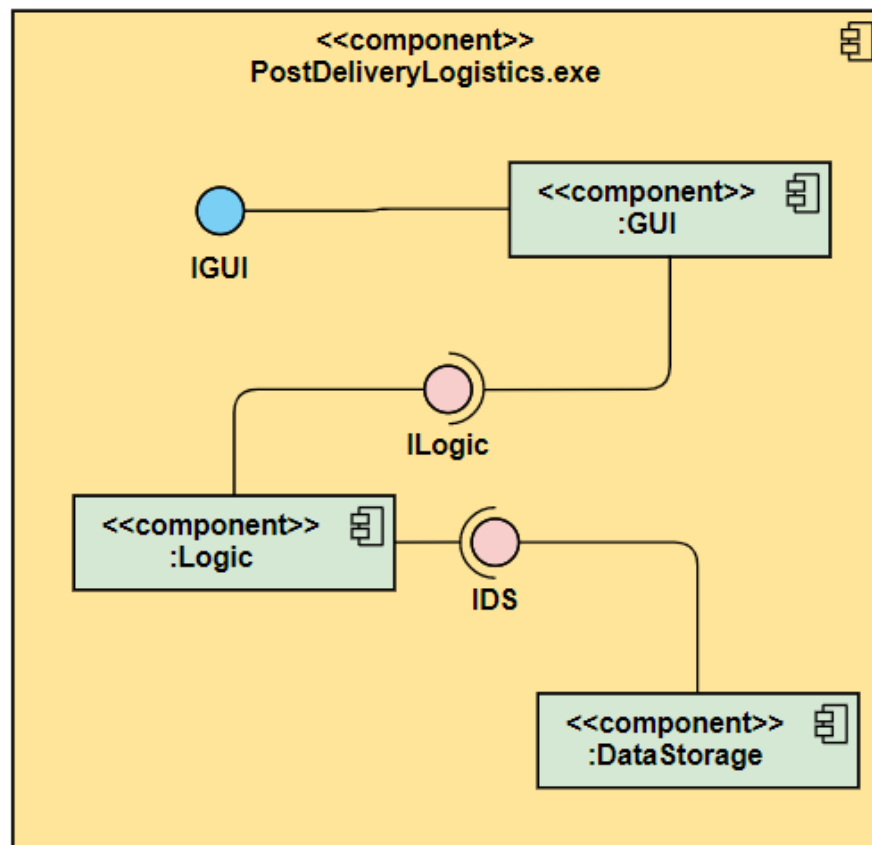 <<component>>
PostDeliveryLogistics.exe
<<component>>
:GUI
IGUI
ILogic
<<component>>
:Logic
IDS
<<component>>
:DataStorage